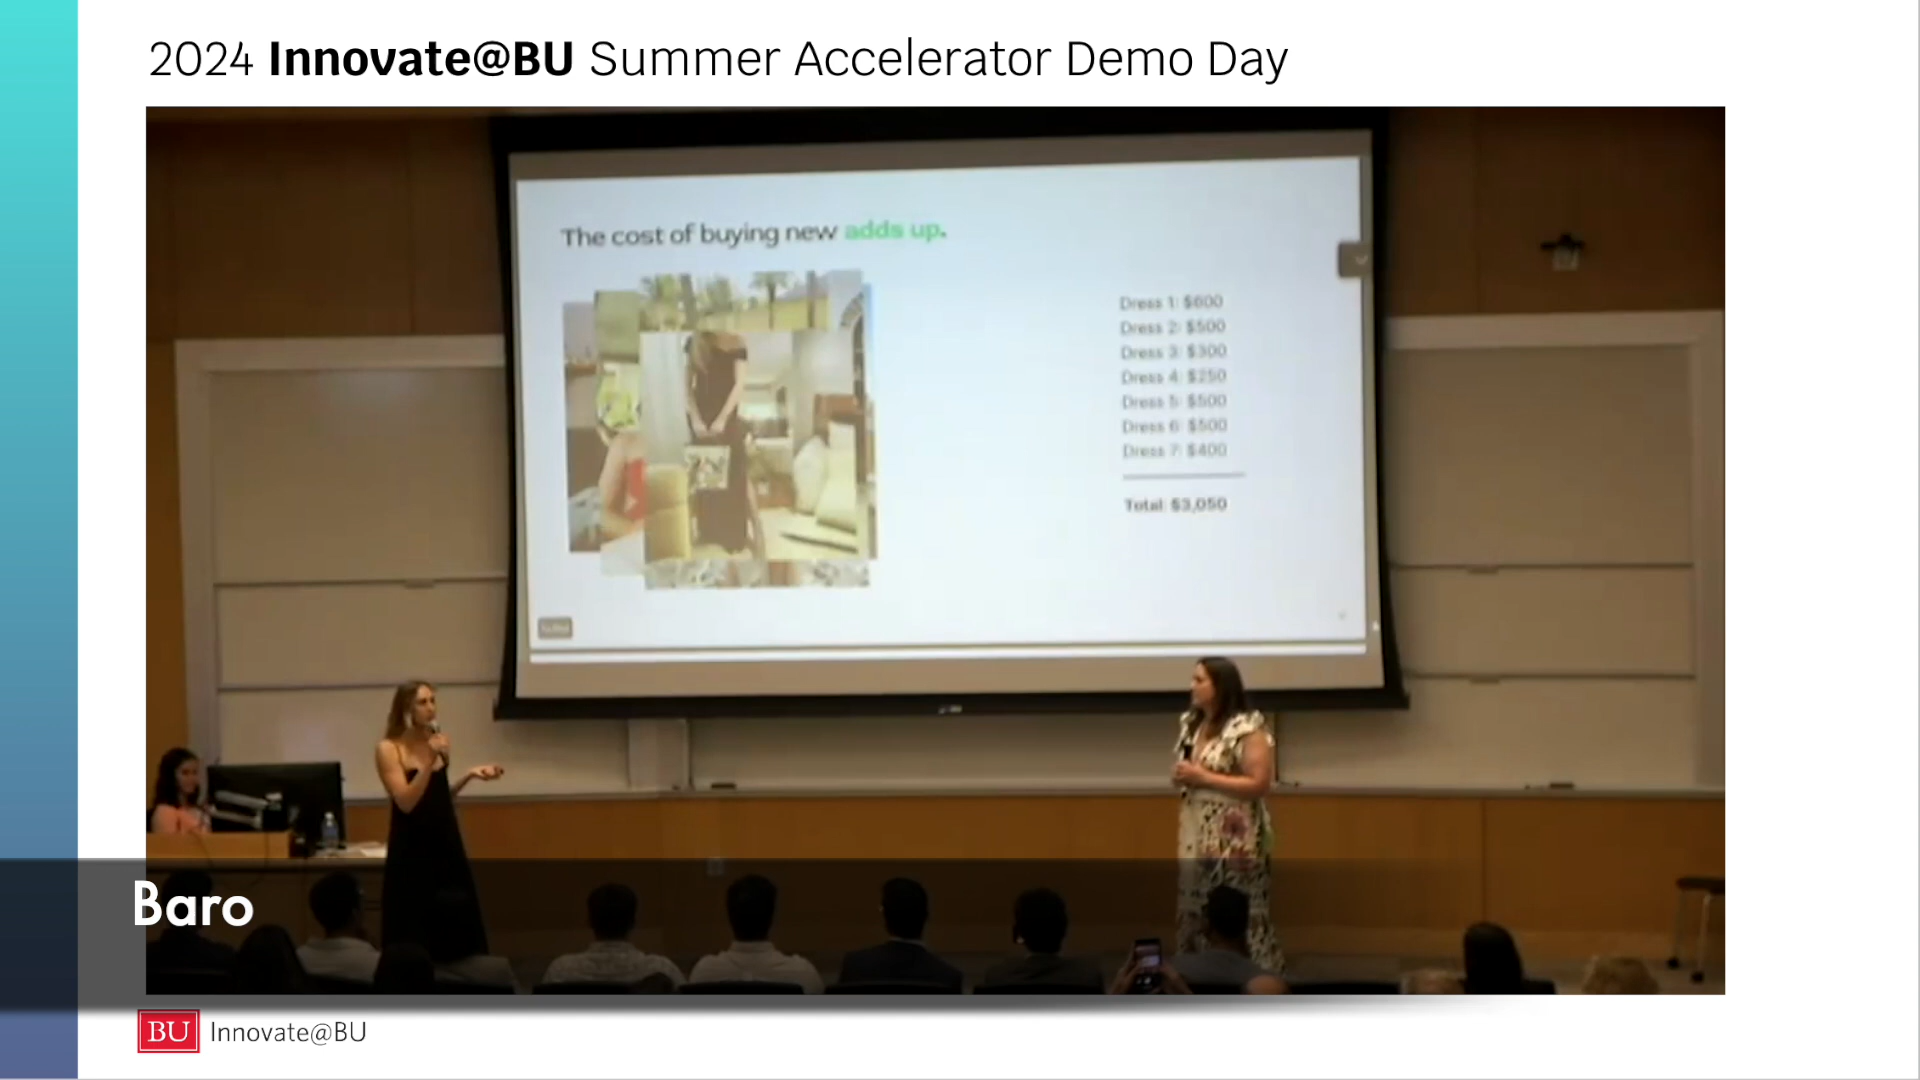 2024 Innovate@BU Summer Accelerator Demo Day
The cost of buying new adds up.
Dress 1: $600
Dress 2: $500
Dress 3: $300
Dress 4: $250
Dress 5: $500
Dress 6: $500
Dress 7: $400
Total: $3,050
Baro
BU Innovate@BU